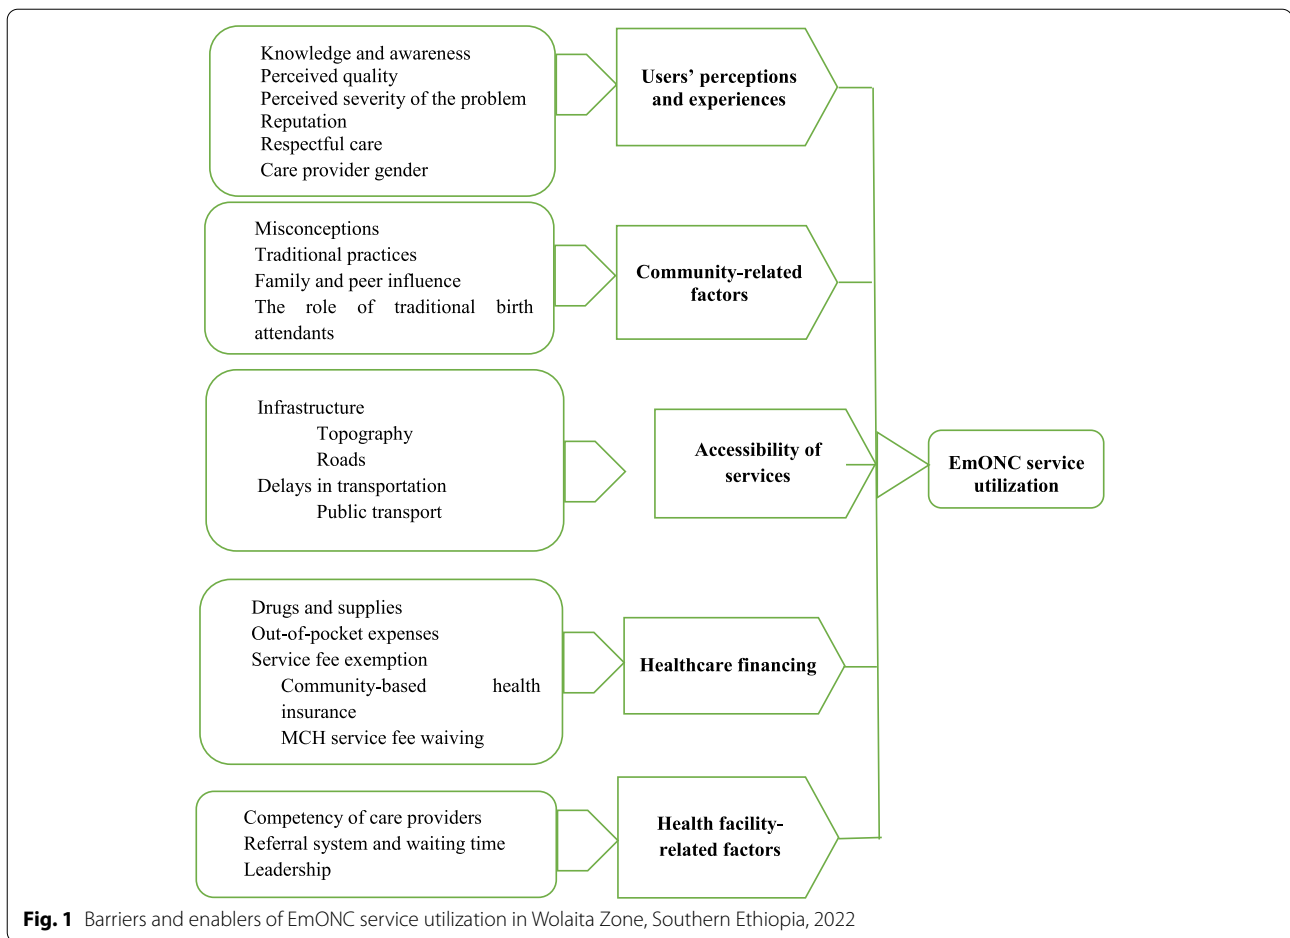 Knowledge and awareness
Perceived quality
Perceived severity of the problem
Reputation
Respectful care
Care provider gender
Users' perceptions
and experiences
Misconceptions
Traditional practices
Family and peer influence
The role of traditional birth
attendants
Community-related
factors
Infrastructure
Topography
Roads
Delays in transportation
Public transport
Accessibility of
services
EmONC service
utilization
Drugs and supplies
Out-of-pocket expenses
Service fee exemption
Community-based health
insurance
MCH service fee waiving
Healthcare financing
Competency of care providers
Referral system and waiting time
Leadership
Health facility-
related factors
Fig. 1 Barriers and enablers of EmONC service utilization in Wolaita Zone, Southern Ethiopia, 2022